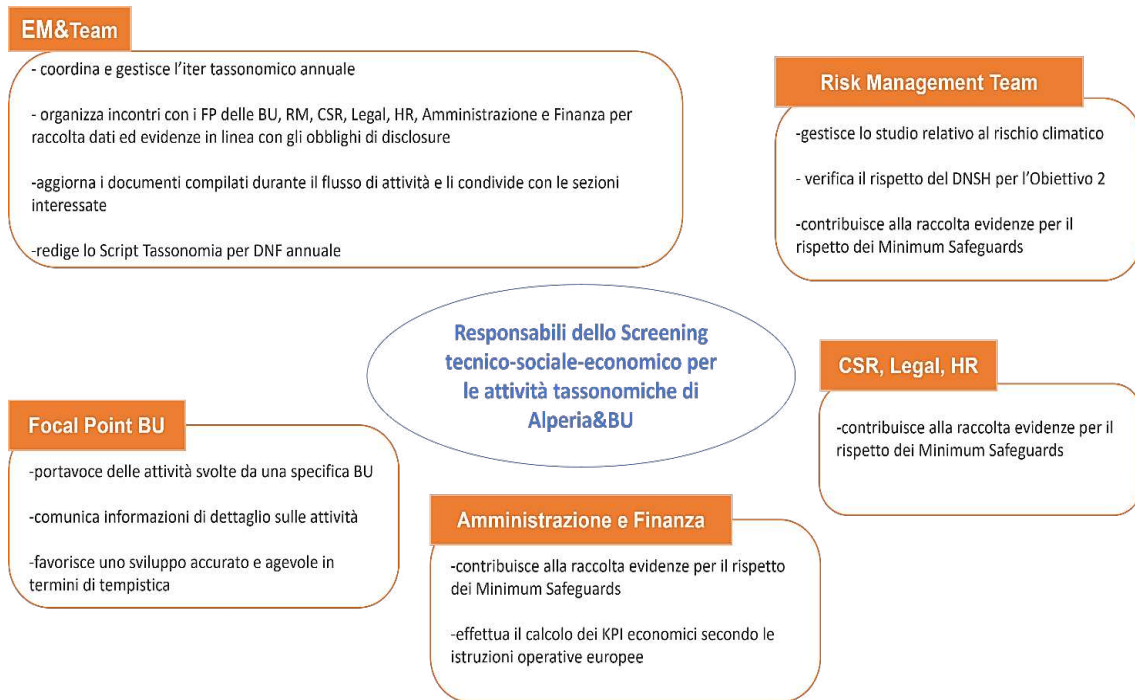 EM&Team
- coordina e gestisce l'iter tassonomico annuale
- organizza incontri con i FP delle BU, RM, CSR, Legal, HR, Amministrazione e Finanza per
raccolta dati ed evidenze in linea con gli obblighi di disclosure
-aggiorna i documenti compilati durante il flusso di attività e li condivide con le sezioni
interessate
-redige lo Script Tassonomia per DNF annuale
Risk Management Team
-gestisce lo studio relativo al rischio climatico
- verifica il rispetto del DNSH per l'Obiettivo 2
-contribuisce alla raccolta evidenze per il
rispetto dei Minimum Safeguards
Responsabili dello Screening
tecnico-sociale-economico per
le attività tassonomiche di
Alperia&BU
CSR, Legal, HR
-contribuisce alla raccolta evidenze per il
rispetto dei Minimum Safeguards
Focal Point BU
-portavoce delle attività svolte da una specifica BU
-comunica informazioni di dettaglio sulle attività
-favorisce uno sviluppo accurato e agevole in
termini di tempistica
Amministrazione e Finanza
-contribuisce alla raccolta evidenze per il rispetto
dei Minimum Safeguards
-effettua il calcolo dei KPI economici secondo le
istruzioni operative europee